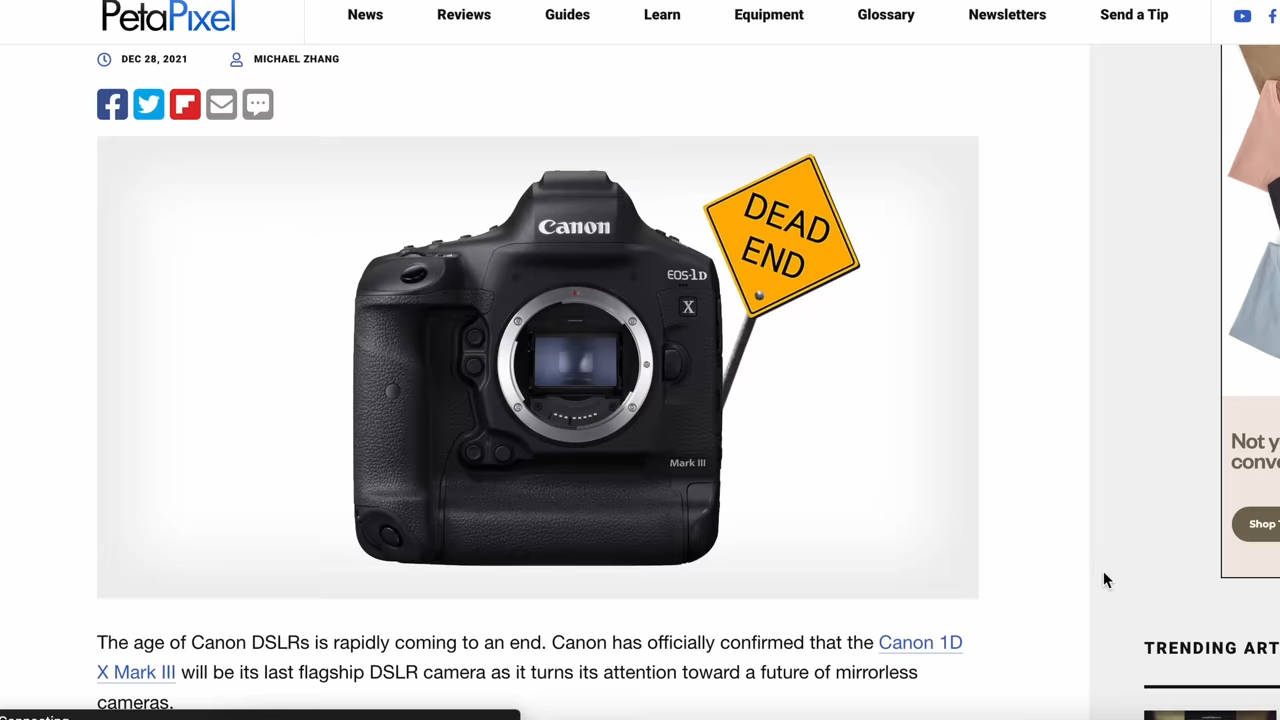 PetaPixel
News Reviews Guides Learn Equipment Glossary Newsletters Send a Tip
DEC 28, 2021 MICHAEL ZHANG
DEAD
END
Canon
EOS-1D
X
Mark III
Not y
conve
Shop
The age of Canon DSLRs is rapidly coming to an end. Canon has officially confirmed that the Canon 1D
X Mark III will be its last flagship DSLR camera as it turns its attention toward a future of mirrorless
cameras.
TRENDING ART